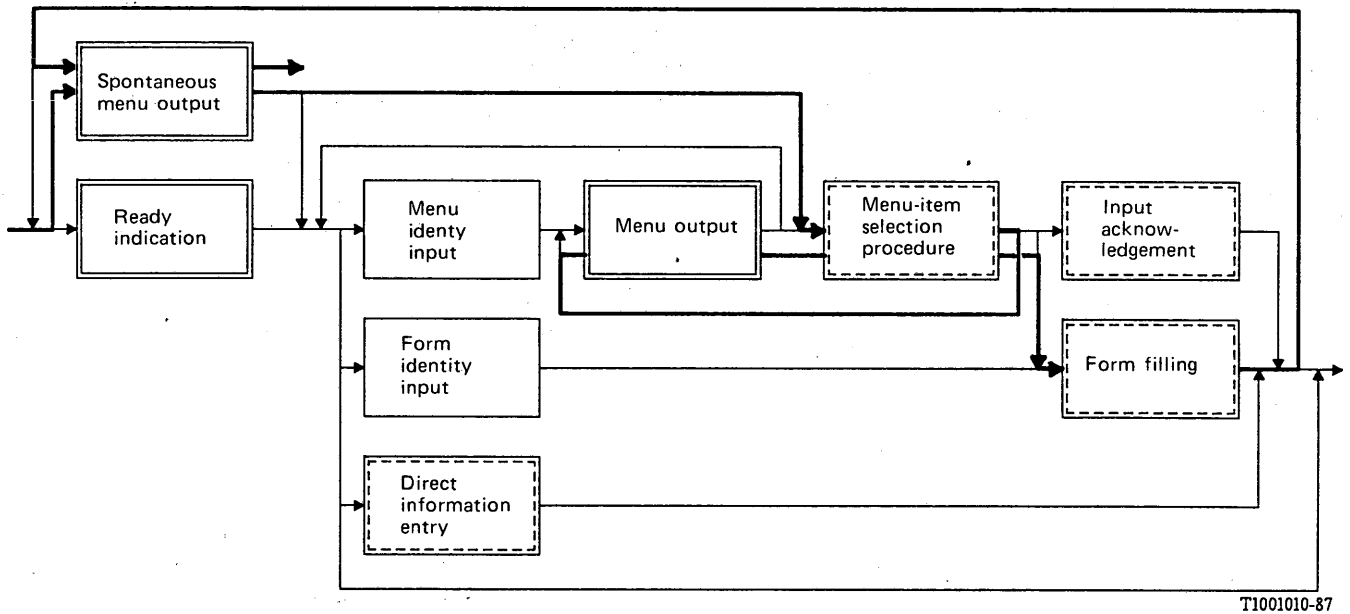 Spontaneous
menu output
Ready
indication
Menu
identy
input
Menu output
Menu-item
selection
procedure
Input
acknow-
ledgement
Form
identity
input
Form filling
Direct
information
entry
T1001010-87